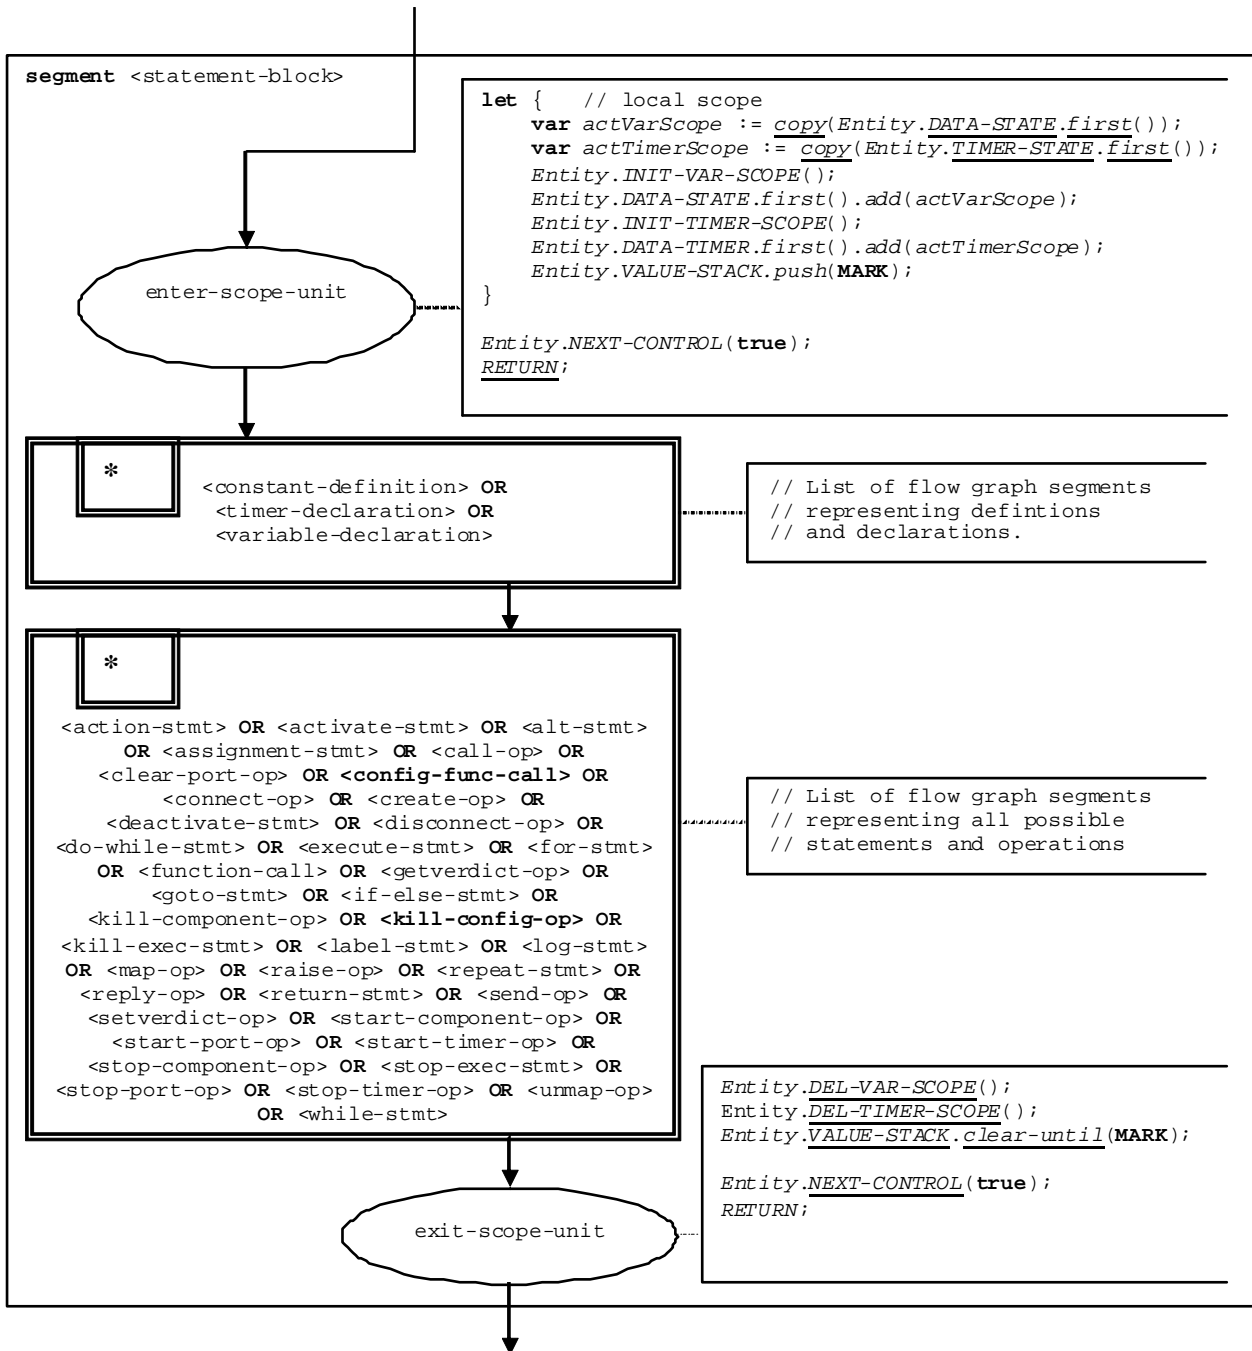 segment <statement-block>
let {   // local scope
var actVarScope := copy(Entity.DATA-STATE.first());
var actTimerScope := copy(Entity.TIMER-STATE.first());
Entity.INIT-VAR-SCOPE();
Entity.DATA-STATE.first().add(actVarScope);
Entity.INIT-TIMER-SCOPE();
Entity.DATA-TIMER.first().add(actTimerScope);
Entity.VALUE-STACK.push(MARK);
}
Entity.NEXT-CONTROL(true);
RETURN;
enter-scope-unit
*
<constant-definition> OR
<timer-declaration> OR
<variable-declaration>
// List of flow graph segments
// representing defintions
// and declarations.
*
<action-stmt> OR <activate-stmt> OR <alt-stmt>
OR <assignment-stmt> OR <call-op> OR
<clear-port-op> OR <config-func-call> OR
<connect-op> OR <create-op> OR
<deactivate-stmt> OR <disconnect-op> OR
<do-while-stmt> OR <execute-stmt> OR <for-stmt>
OR <function-call> OR <getverdict-op> OR
<goto-stmt> OR <if-else-stmt> OR
<kill-component-op> OR <kill-config-op> OR
<kill-exec-stmt> OR <label-stmt> OR <log-stmt>
OR <map-op> OR <raise-op> OR <repeat-stmt> OR
<reply-op> OR <return-stmt> OR <send-op> OR
<setverdict-op> OR <start-component-op> OR
<start-port-op> OR <start-timer-op> OR
<stop-component-op> OR <stop-exec-stmt> OR
<stop-port-op> OR <stop-timer-op> OR <unmap-op>
OR <while-stmt>
// List of flow graph segments
// representing all possible
// statements and operations
Entity.DEL-VAR-SCOPE();
Entity.DEL-TIMER-SCOPE();
Entity.VALUE-STACK.clear-until(MARK);
Entity.NEXT-CONTROL(true);
RETURN;
exit-scope-unit